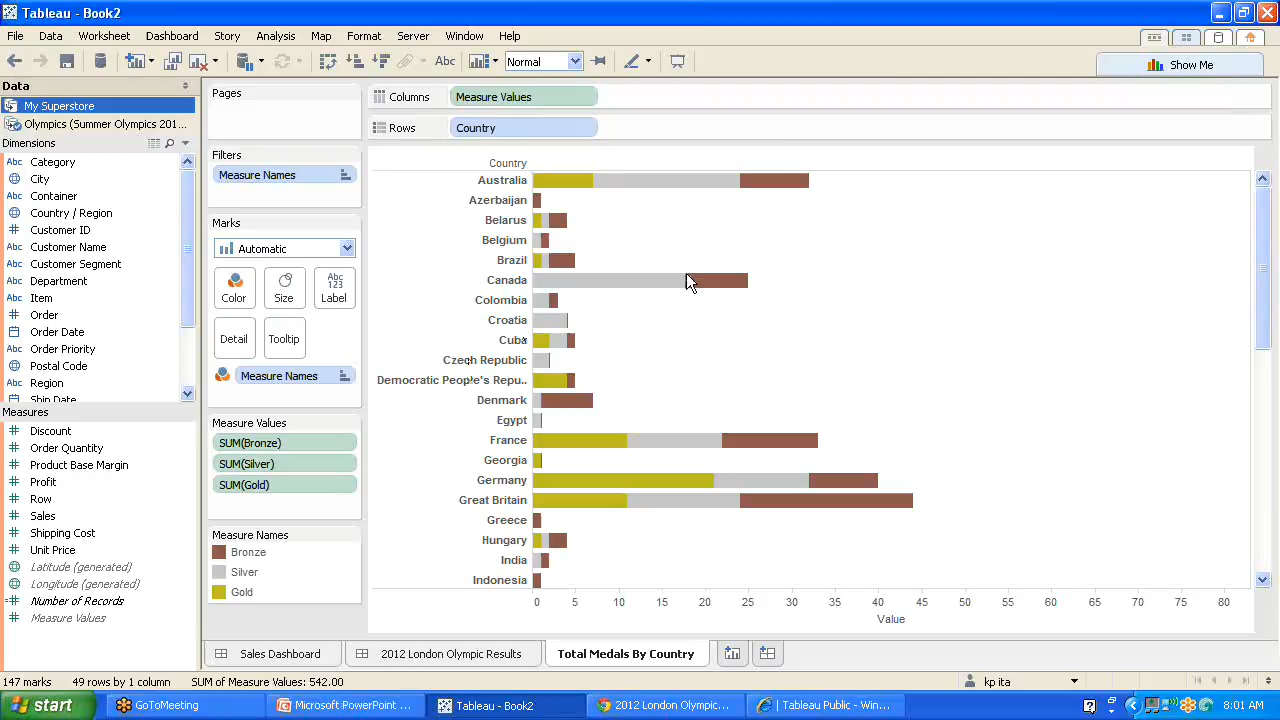 Tableau - Book2
File Data Worksheet Dashboard Story Analysis Map Format Server Window Help
Abc Normal
Show Me
Data
My Superstore
Olympics (Summer Olympics 201...
Dimensions
Abc Category
City
Abc Container
Country / Region
Customer ID
Abc Customer Name
Abc Customer Segment
Abc Department
Abc Item
Order
Order Date
Abc Order Priority
Postal Code
Abc Region
Ship Date
Measures
Discount
Order Quantity
Product Base Margin
Profit
Row
Sales
Shipping Cost
Unit Price
Latitude (generated)
Longitude (generated)
Number of Records
Measure Values
Pages
Filters
Measure Names
Marks
Automatic
Color Size Abc 123 Label
Detail Tooltip
Measure Names
Measure Values
SUM(Bronze)
SUM(Silver)
SUM(Gold)
Measure Names
Bronze
Silver
Gold
Columns Measure Values
Rows Country
Country
Australia
Azerbaijan
Belarus
Belgium
Brazil
Canada
Colombia
Croatia
Cuba
Czech Republic
Democratic People's Repu..
Denmark
Egypt
France
Georgia
Germany
Great Britain
Greece
Hungary
India
Indonesia
0 5 10 15 20 25 30 35 40 45 50 55 60 65 70 75 80
Value
Sales Dashboard 2012 London Olympic Results Total Medals By Country
147 marks 49 rows by 1 column SUM of Measure Values: 542.00 kp ita
start GoToMeeting Microsoft PowerPoint ... Tableau - Book2 2012 London Olympic... Tableau Public - Win... 8:01 AM